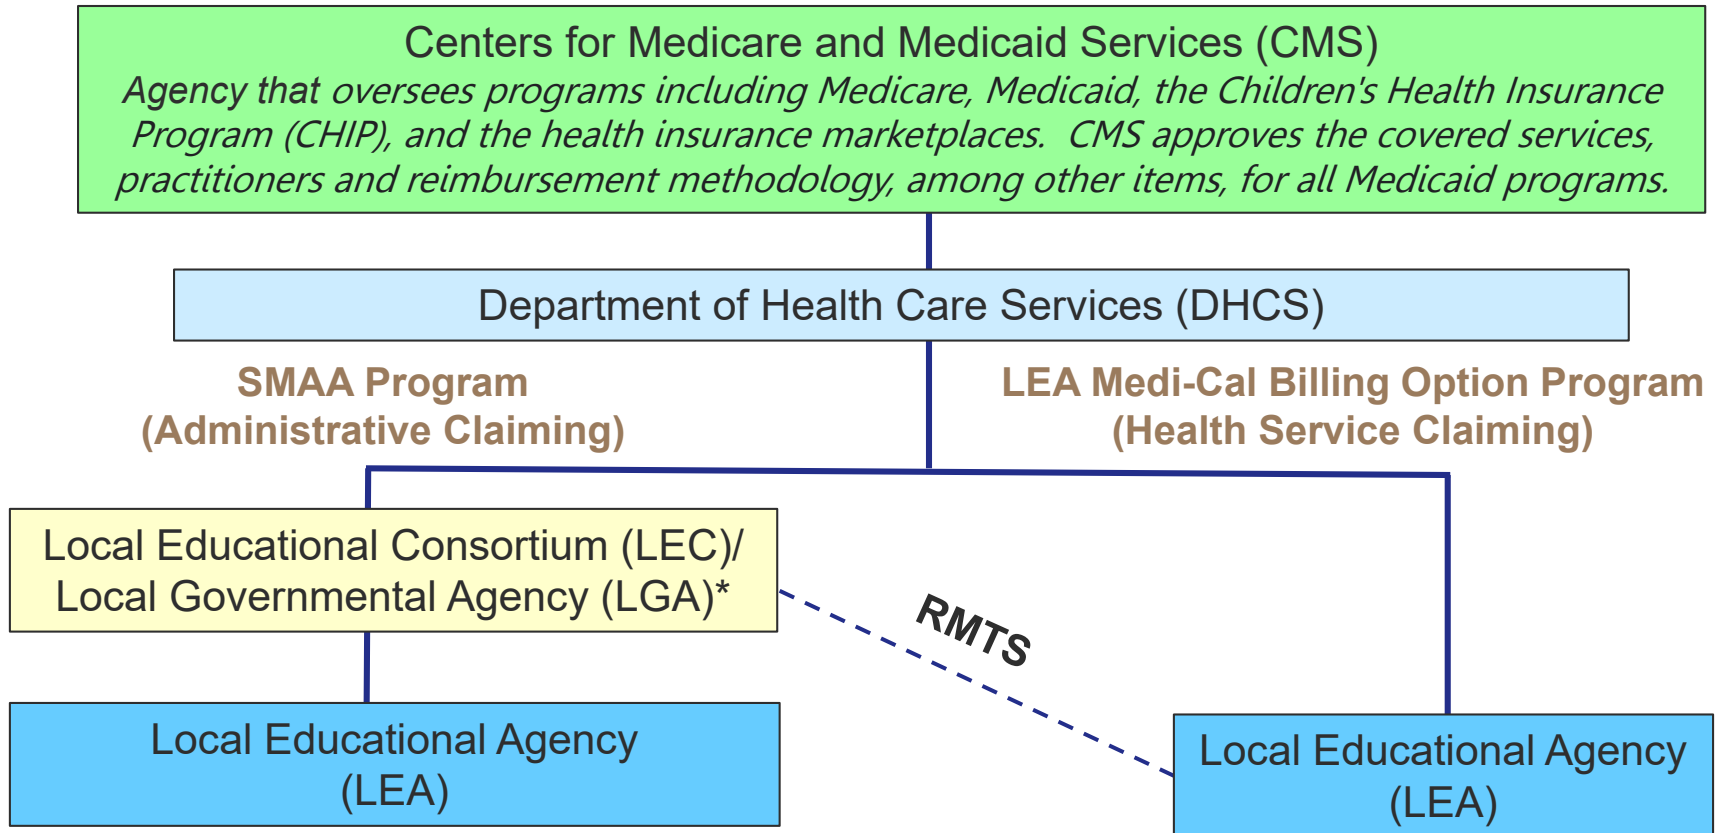 Centers for Medicare and Medicaid Services (CMS)
Agency that oversees programs including Medicare, Medicaid, the Children's Health Insurance
Program (CHIP), and the health insurance marketplaces.  CMS approves the covered services,
practitioners and reimbursement methodology, among other items, for all Medicaid programs.
Department of Health Care Services (DHCS)
SMAA Program
(Administrative Claiming)
LEA Medi-Cal Billing Option Program
(Health Service Claiming)
Local Educational Consortium (LEC)/
Local Governmental Agency (LGA)*
RMTS
Local Educational Agency
(LEA)
Local Educational Agency
(LEA)